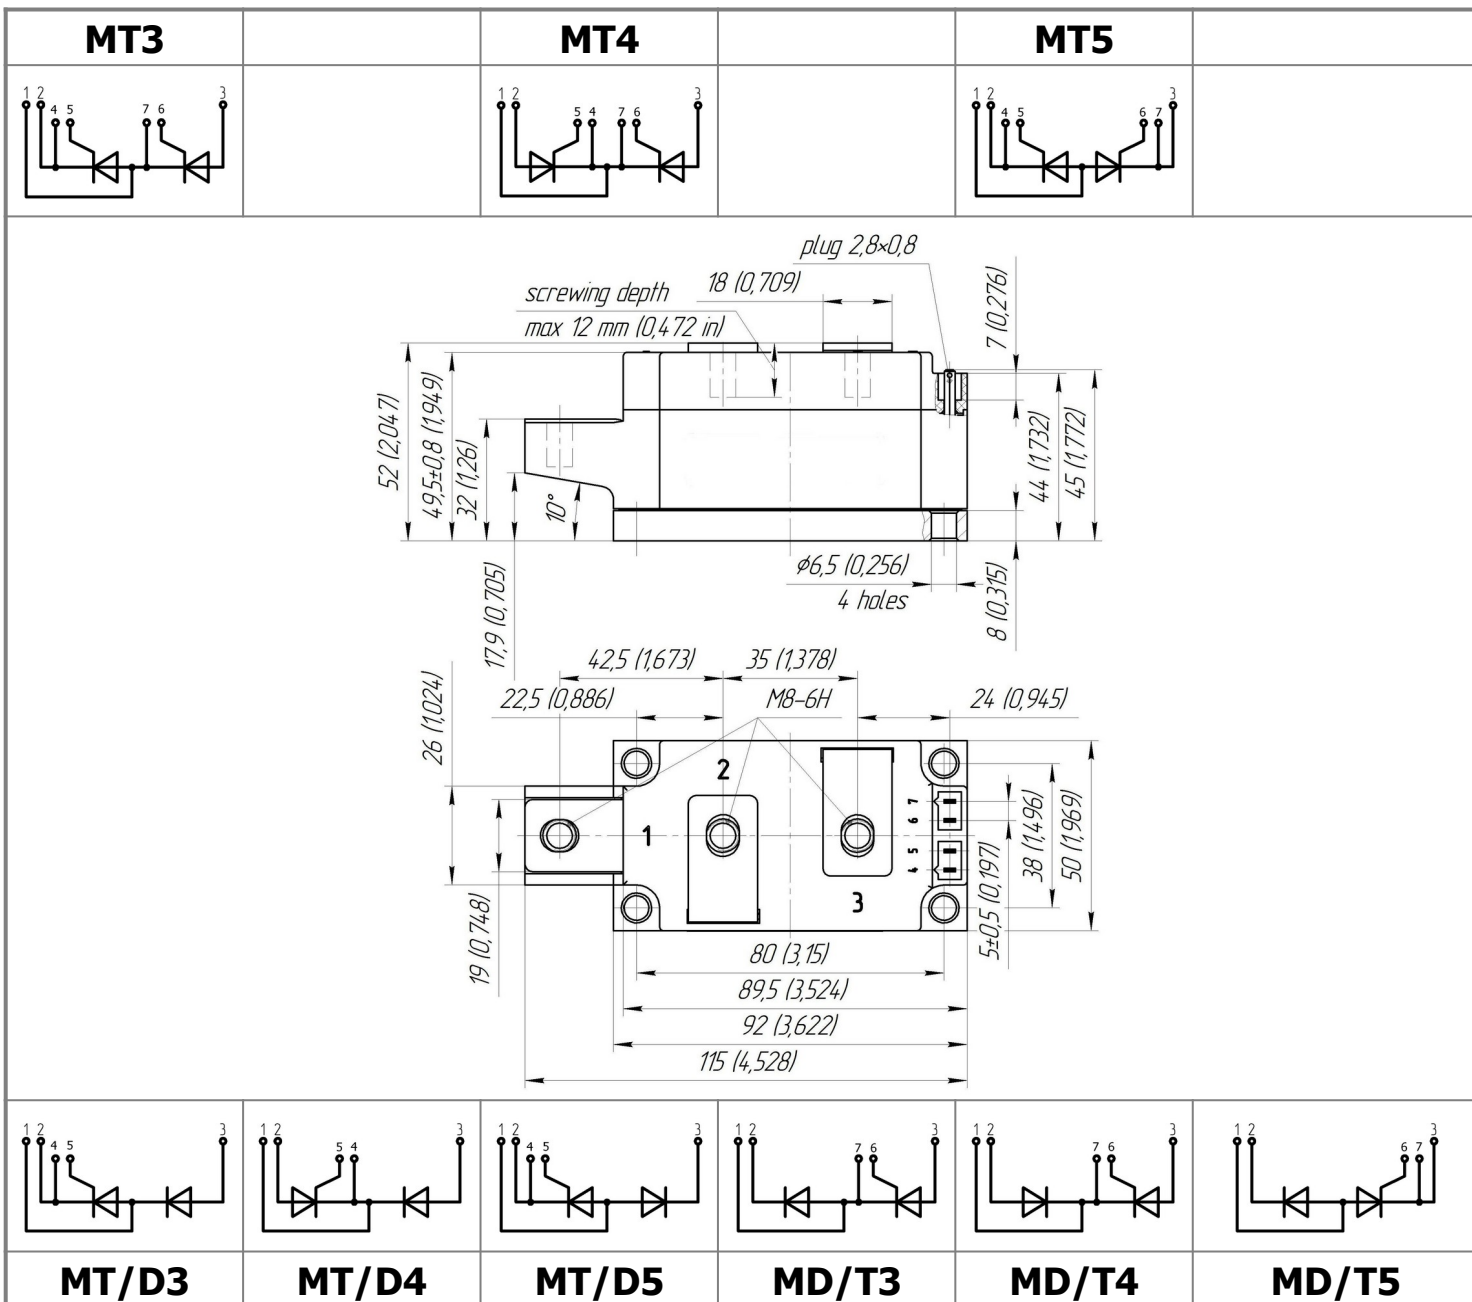 MT3 MT4 MT5
1 2 4 5 7 6 3
1 2 5 4 7 6 3
1 2 4 5 6 7 3
plug 2,8×0,8
18 (0,709)
screwing depth
max 12 mm (0,472 in)
7 (0,276)
52 (2,047)
49,5±0,8 (1,949)
32 (1,26)
10°
44 (1,732)
45 (1,772)
17,9 (0,705)
⌀6,5 (0,256)
4 holes
8 (0,315)
42,5 (1,673)
35 (1,378)
22,5 (0,886)
M8-6H
24 (0,945)
26 (1,024)
2
1
3
7
6
5
4
19 (0,748)
5±0,5 (0,197)
38 (1,496)
50 (1,969)
80 (3,15)
89,5 (3,524)
92 (3,622)
115 (4,528)
1 2 4 5 3
1 2 5 4 3
1 2 4 5 3
1 2 7 6 3
1 2 7 6 3
1 2 6 7 3
MT/D3 MT/D4 MT/D5 MD/T3 MD/T4 MD/T5